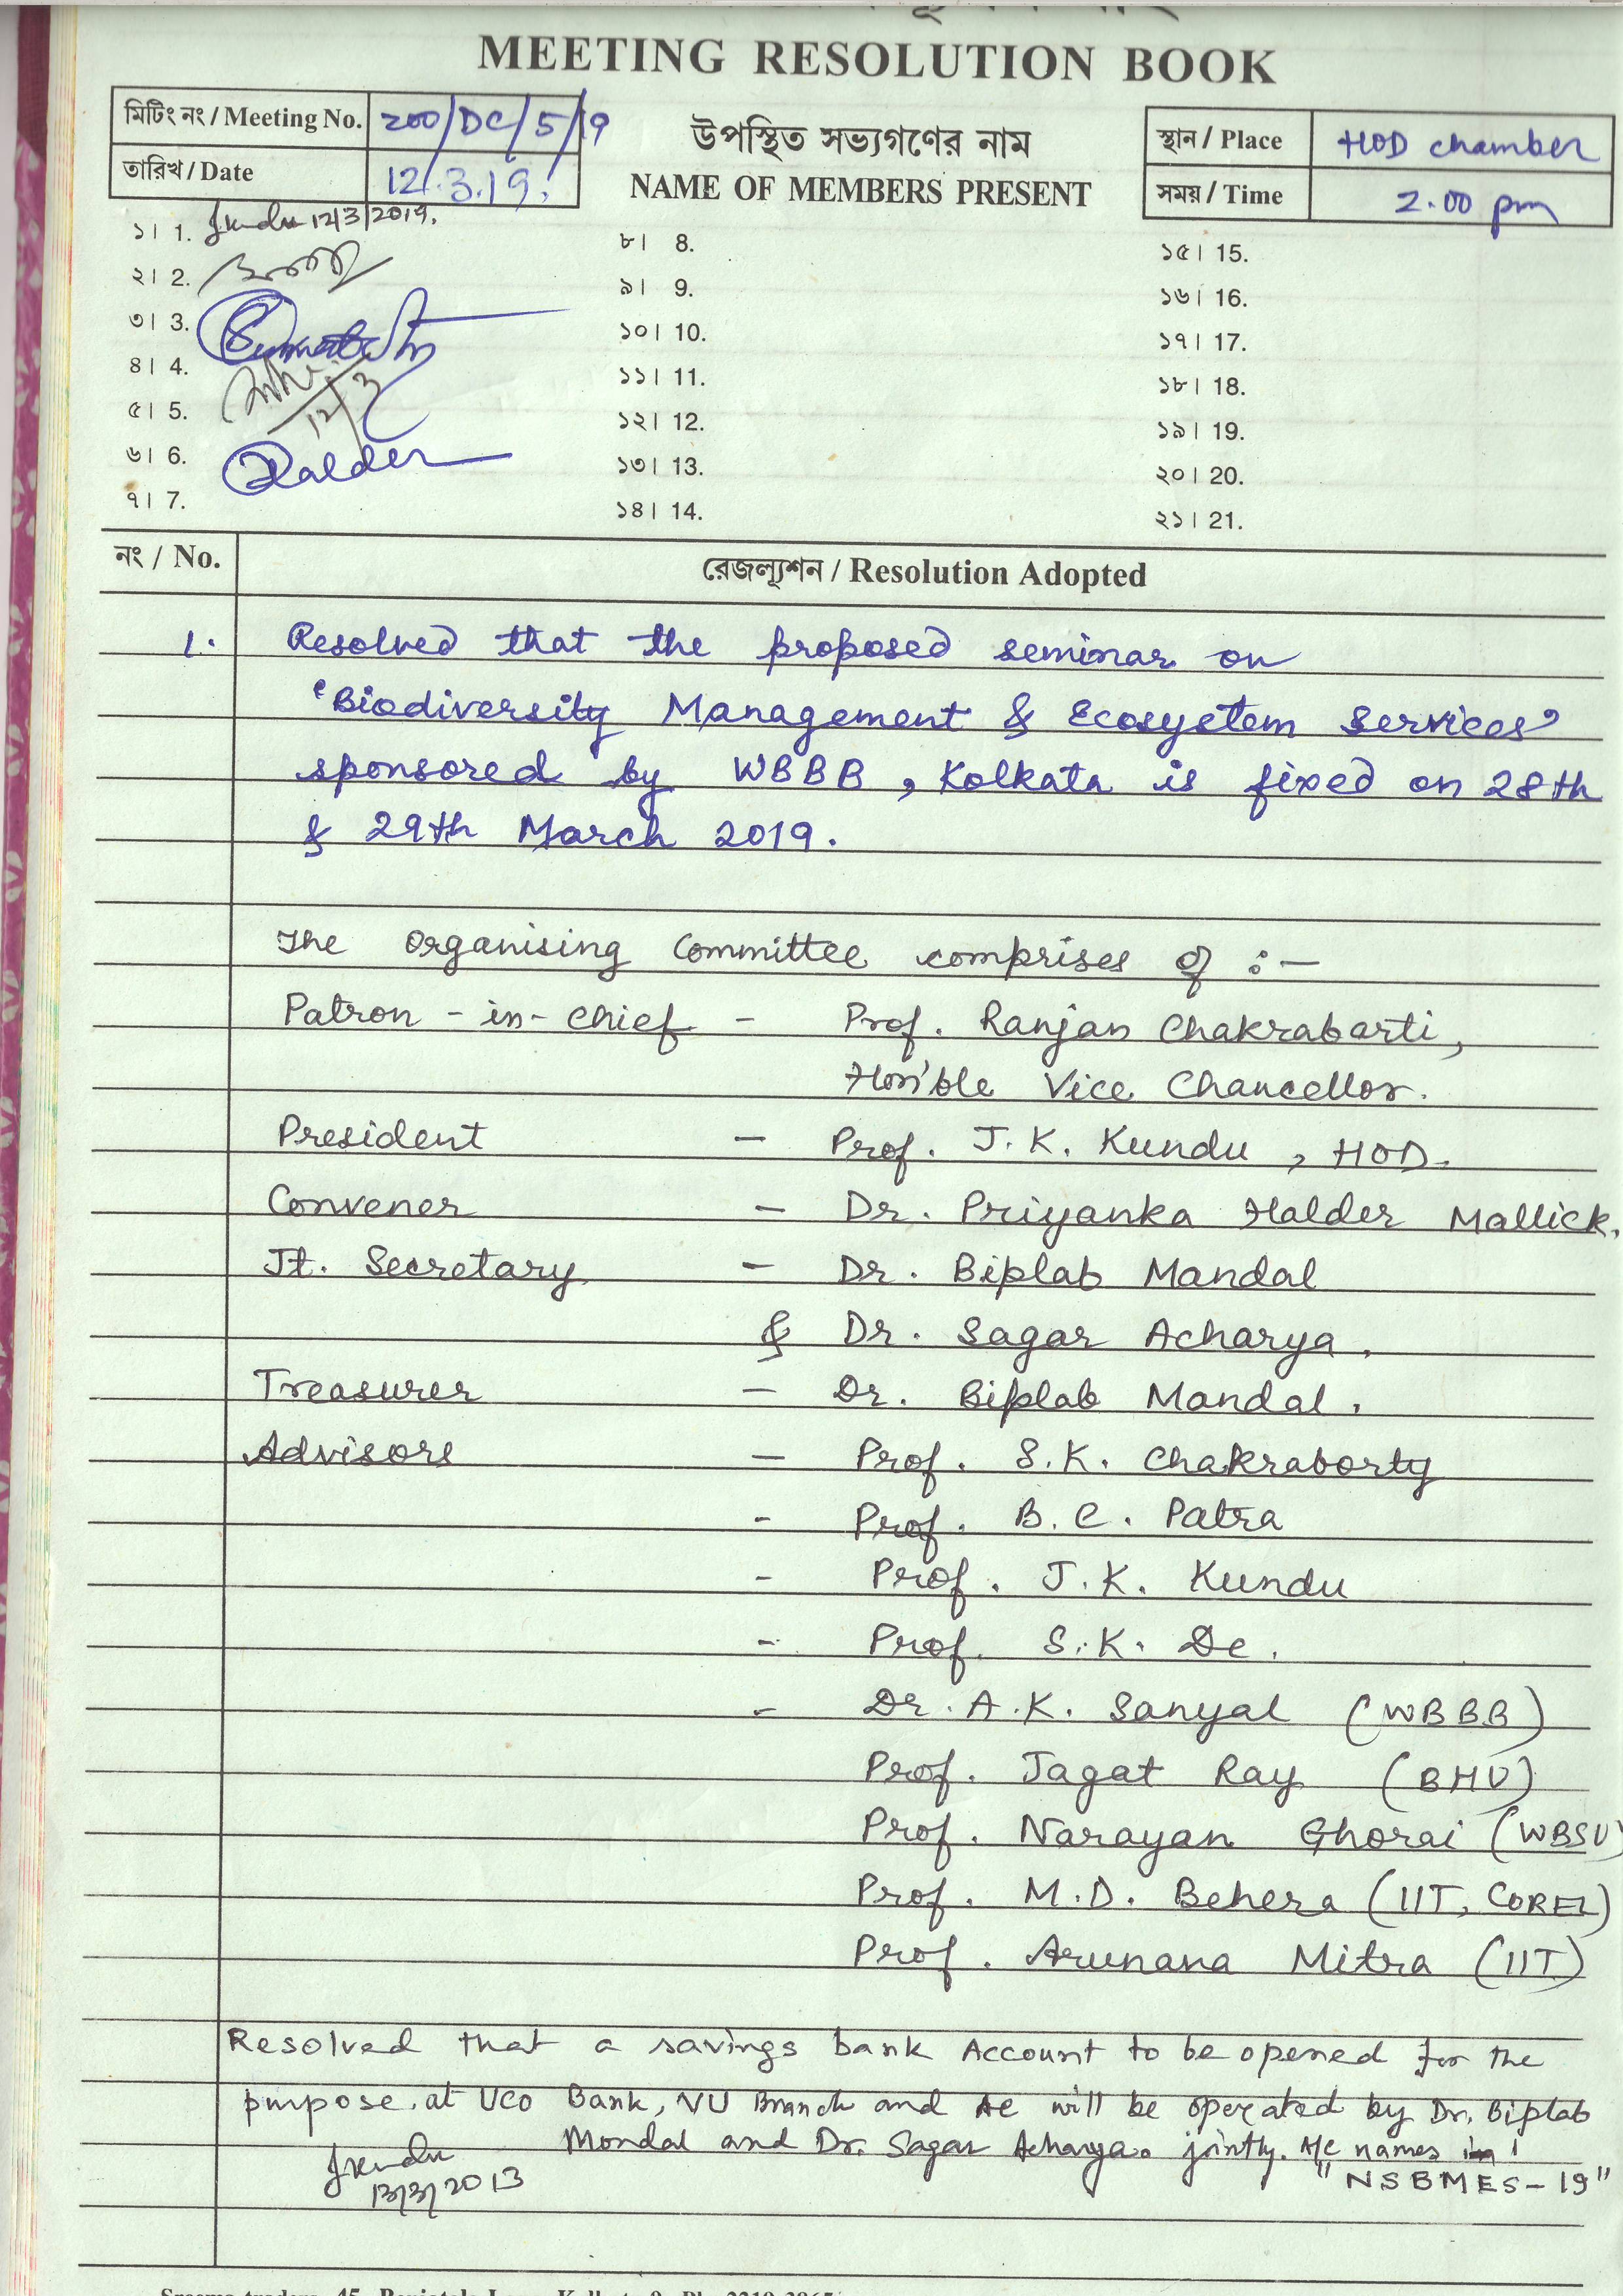 MEETING RESOLUTION BOOK
মিটিং নং / Meeting No. 200/DC/5/19
তারিখ / Date 12.3.19.
উপস্থিত সভ্যগণের নাম
NAME OF MEMBERS PRESENT
স্থান / Place HOD chamber
সময় / Time 2.00 pm
১। 1. Jkundu 12/3/2019.
২। 2.
৩। 3.
৪। 4.
12/3
৫। 5.
৬। 6. Halder
৭। 7.
৮। 8.
৯। 9.
১০। 10.
১১। 11.
১২। 12.
১৩। 13.
১৪। 14.
১৫। 15.
১৬। 16.
১৭। 17.
১৮। 18.
১৯। 19.
২০। 20.
২১। 21.
নং / No. রেজল্যুশন / Resolution Adopted
1. Resolved that the proposed seminar on
'Biodiversity Management & Ecosystem Services'
sponsored by WBBB, Kolkata is fixed on 28th
& 29th March 2019.
The Organising Committee comprises of :-
Patron-in-chief - Prof. Ranjan Chakrabarti,
Hon'ble Vice Chancellor.
President - Prof. J.K. Kundu, HOD.
Convener - Dr. Priyanka Halder Mallick.
Jt. Secretary - Dr. Biplab Mandal
& Dr. Sagar Acharya.
Treasurer - Dr. Biplab Mandal.
Advisors - Prof. S.K. Chakraborty
- Prof. B.C. Patra
- Prof. J.K. Kundu
- Prof. S.K. De.
- Dr. A.K. Sanyal (WBBB)
Prof. Jagat Ray (BHU)
Prof. Narayan Ghorai (WBSU)
Prof. M.D. Behera (IIT, COREL)
Prof. Arunana Mitra (IIT)
Resolved that a savings bank Account to be opened for the
purpose at UCO Bank, VU Branch and Ac will be operated by Dr. Biplab
Mondal and Dr. Sagar Acharya. jointly. A/c names
"NSBMES-19"
Jkundu
13/3/2013